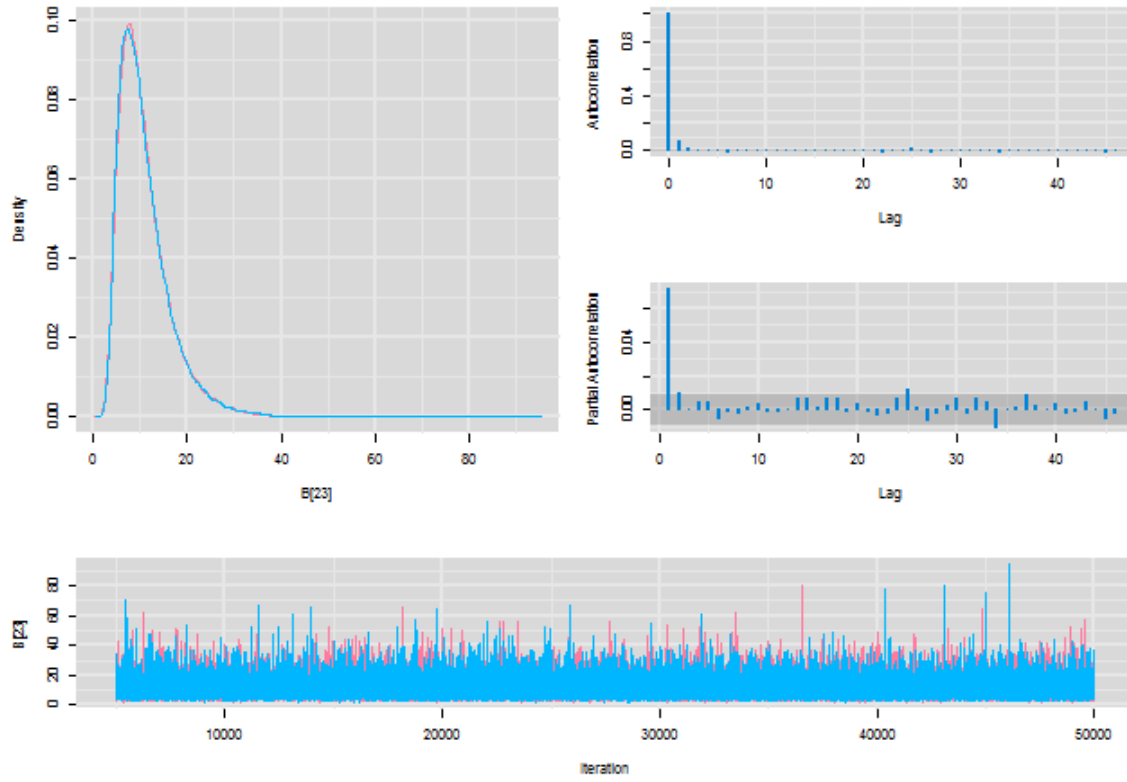 Density
0.00 0.02 0.04 0.06 0.08 0.10
0 20 40 60 80
B[23]
Autocorrelation
0.0 0.4 0.8
0 10 20 30 40
Lag
Partial Autocorrelation
0.00 0.04
0 10 20 30 40
Lag
B[23]
0 20 40 60 80
10000 20000 30000 40000 50000
Iteration